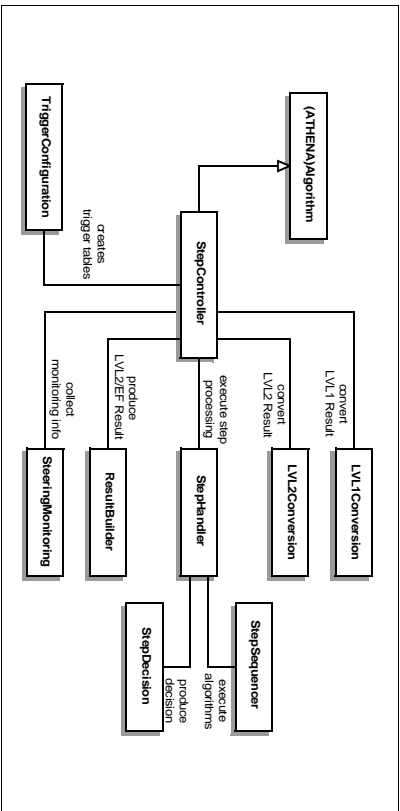 (ATHENA)Algorithm
TriggerConfiguration
creates
trigger tables
StepController
convert
LVL1 Result
LVL1Conversion
convert
LVL2 Result
LVL2Conversion
execute step
processing
StepHandler
produce
LVL2/EF Result
ResultBuilder
collect
monitoring info
SteeringMonitoring
StepSequencer
execute
algorithms
StepDecision
produce
decision